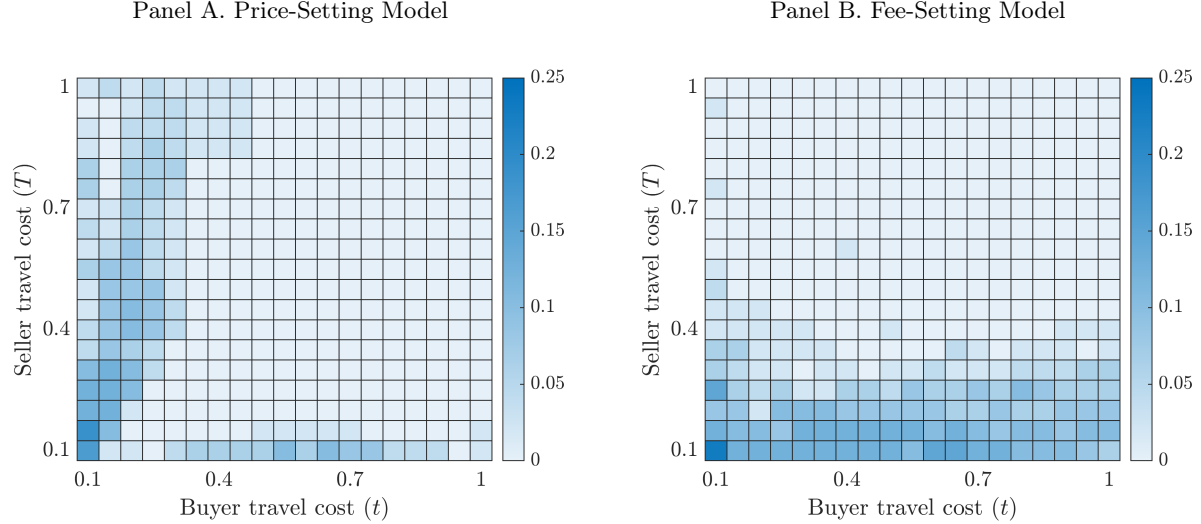 Panel A. Price-Setting Model
Seller travel cost (T)
1
0.7
0.4
0.1
0.1 0.4 0.7 1
Buyer travel cost (t)
0.25
0.2
0.15
0.1
0.05
0
Panel B. Fee-Setting Model
Seller travel cost (T)
1
0.7
0.4
0.1
0.1 0.4 0.7 1
Buyer travel cost (t)
0.25
0.2
0.15
0.1
0.05
0